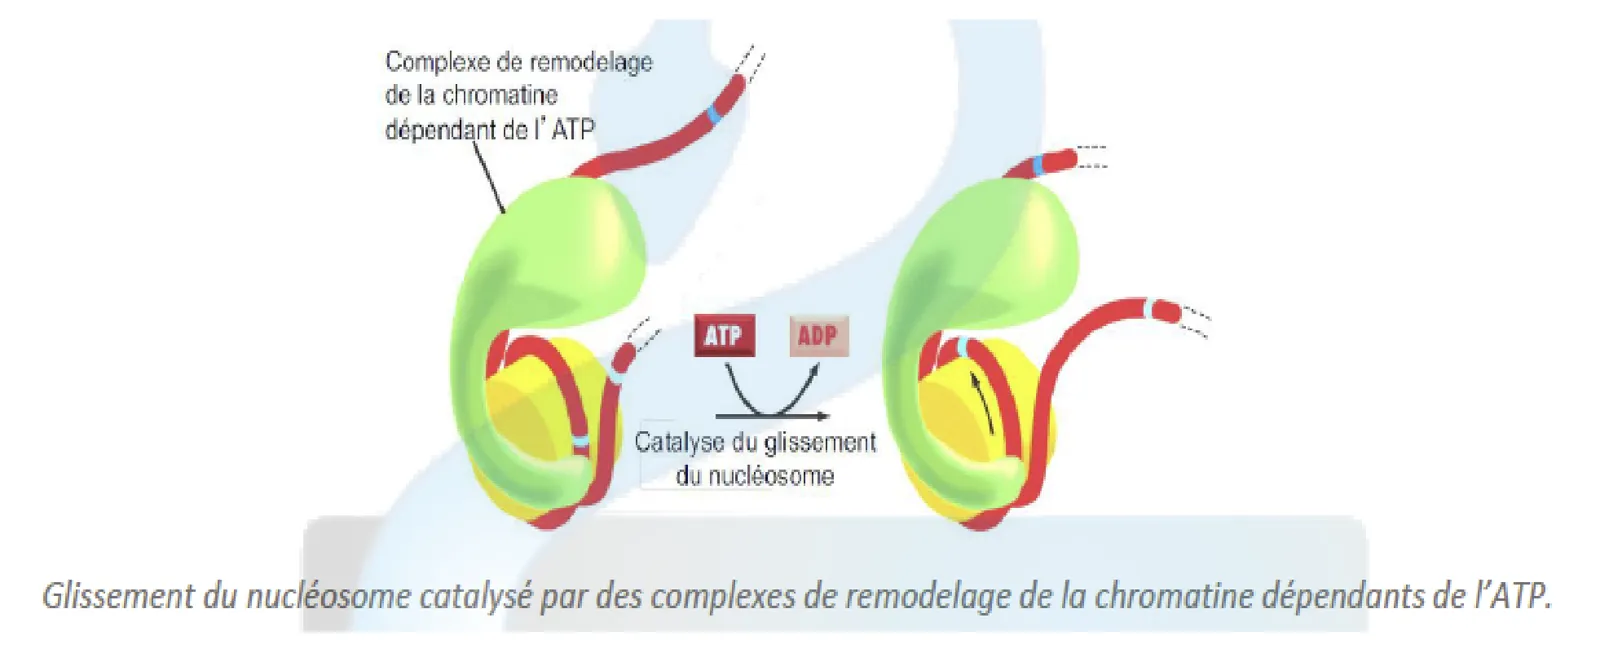 Complexe de remodelage
de la chromatine
dépendant de l'ATP
ATP
ADP
Catalyse du glissement
du nucléosome
Glissement du nucléosome catalysé par des complexes de remodelage de la chromatine dépendants de l'ATP.